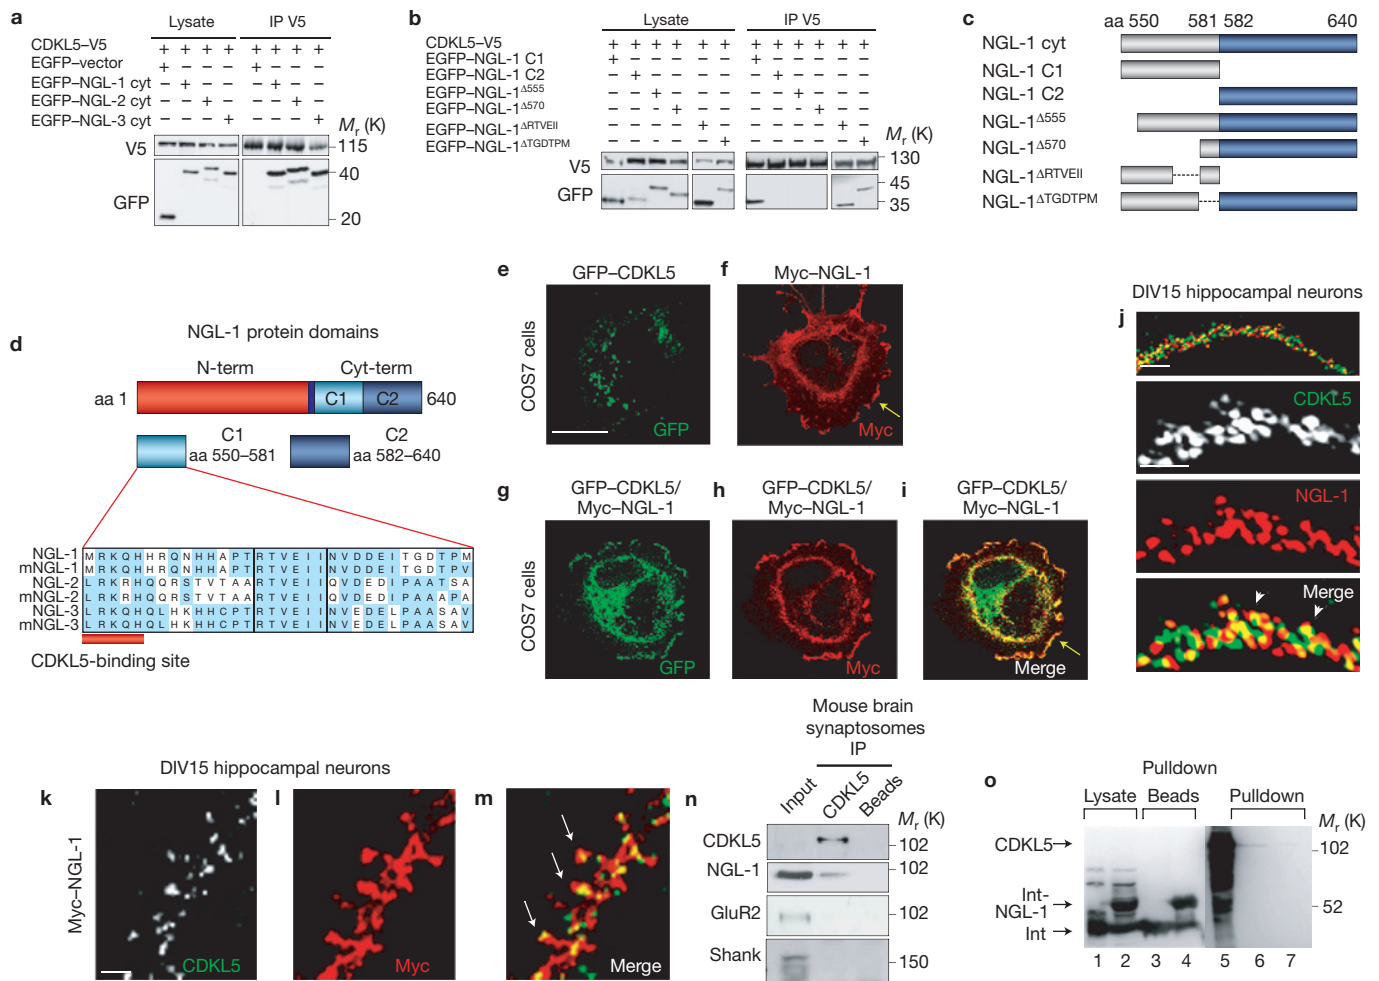 a
Lysate IP V5
CDKL5–V5 + + + + + + + +
EGFP–vector + – – – + – – –
EGFP–NGL-1 cyt – + – – – + – –
EGFP–NGL-2 cyt – – + – – – + –
EGFP–NGL-3 cyt – – – + – – – +
Mr (K)
V5 115
GFP 40
20
b
Lysate IP V5
CDKL5–V5 + + + + + + + + + + + +
EGFP–NGL-1 C1 + – – – – – + – – – – –
EGFP–NGL-1 C2 – + – – – – – + – – – –
EGFP–NGL-1Δ555 – – + – – – – – + – – –
EGFP–NGL-1Δ570 – – – + – – – – – + – –
EGFP–NGL-1ΔRTVEII – – – – + – – – – – + –
EGFP–NGL-1ΔTGDTPM – – – – – + – – – – – +
Mr (K)
V5 130
GFP 45
35
c
aa 550 581 582 640
NGL-1 cyt
NGL-1 C1
NGL-1 C2
NGL-1Δ555
NGL-1Δ570
NGL-1ΔRTVEII
NGL-1ΔTGDTPM
d
NGL-1 protein domains
N-term Cyt-term
aa 1 C1 C2 640
C1
aa 550–581
C2
aa 582–640
NGL-1 M R K Q H H R Q N H H A P T R T V E I I N V D D E I T G D T P M
mNGL-1 M R K Q H H R Q N H H A P T R T V E I I N V D D E I T G D T P V
NGL-2 L R K R H Q Q R S T V T A A R T V E I I Q V D E D I P A A T S A
mNGL-2 L R K R H Q Q R S T V T A A R T V E I I Q V D E D I P A A A P A
NGL-3 L R K Q H Q L H K H H C P T R T V E I I N V E D E L P A A S A V
mNGL-3 L R K Q H Q L H K H H C P T R T V E I I N V E D E L P A A S A V
CDKL5-binding site
e
GFP–CDKL5
COS7 cells
GFP
f
Myc–NGL-1
Myc
g
GFP–CDKL5/
Myc–NGL-1
COS7 cells
GFP
h
GFP–CDKL5/
Myc–NGL-1
Myc
i
GFP–CDKL5/
Myc–NGL-1
Merge
DIV15 hippocampal neurons
j
CDKL5
NGL-1
Merge
DIV15 hippocampal neurons
k
Myc–NGL-1
CDKL5
l
Myc
m
Merge
n
Mouse brain
synaptosomes
IP
Input CDKL5 Beads
Mr (K)
CDKL5 102
NGL-1 102
GluR2 102
Shank 150
o
Pulldown
Lysate Beads Pulldown
Mr (K)
CDKL5 102
Int-
NGL-1 52
Int
1 2 3 4 5 6 7